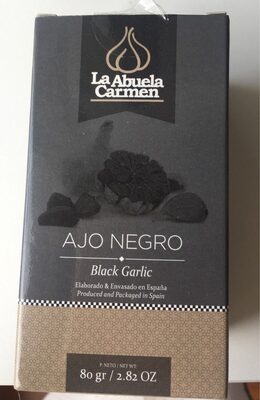 La Abuela
Carmen
AJO NEGRO
Black Garlic
Elaborado & Envasado en España
Produced and Packaged in Spain
P. NETO / NET WT:
80 gr / 2.82 OZ